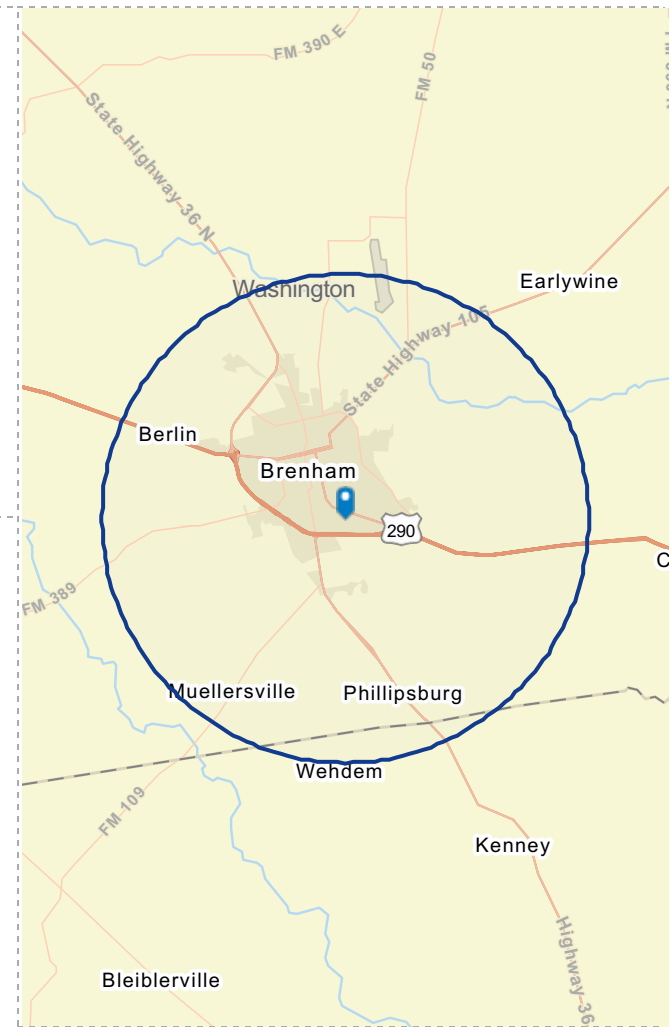 FM 390 E
FM 50
State Highway 36 N
Washington
Earlywine
State Highway 105
Berlin
Brenham
290
FM 389
Muellersville
Phillipsburg
Wehdem
FM 109
Kenney
Highway 36
Bleiblerville